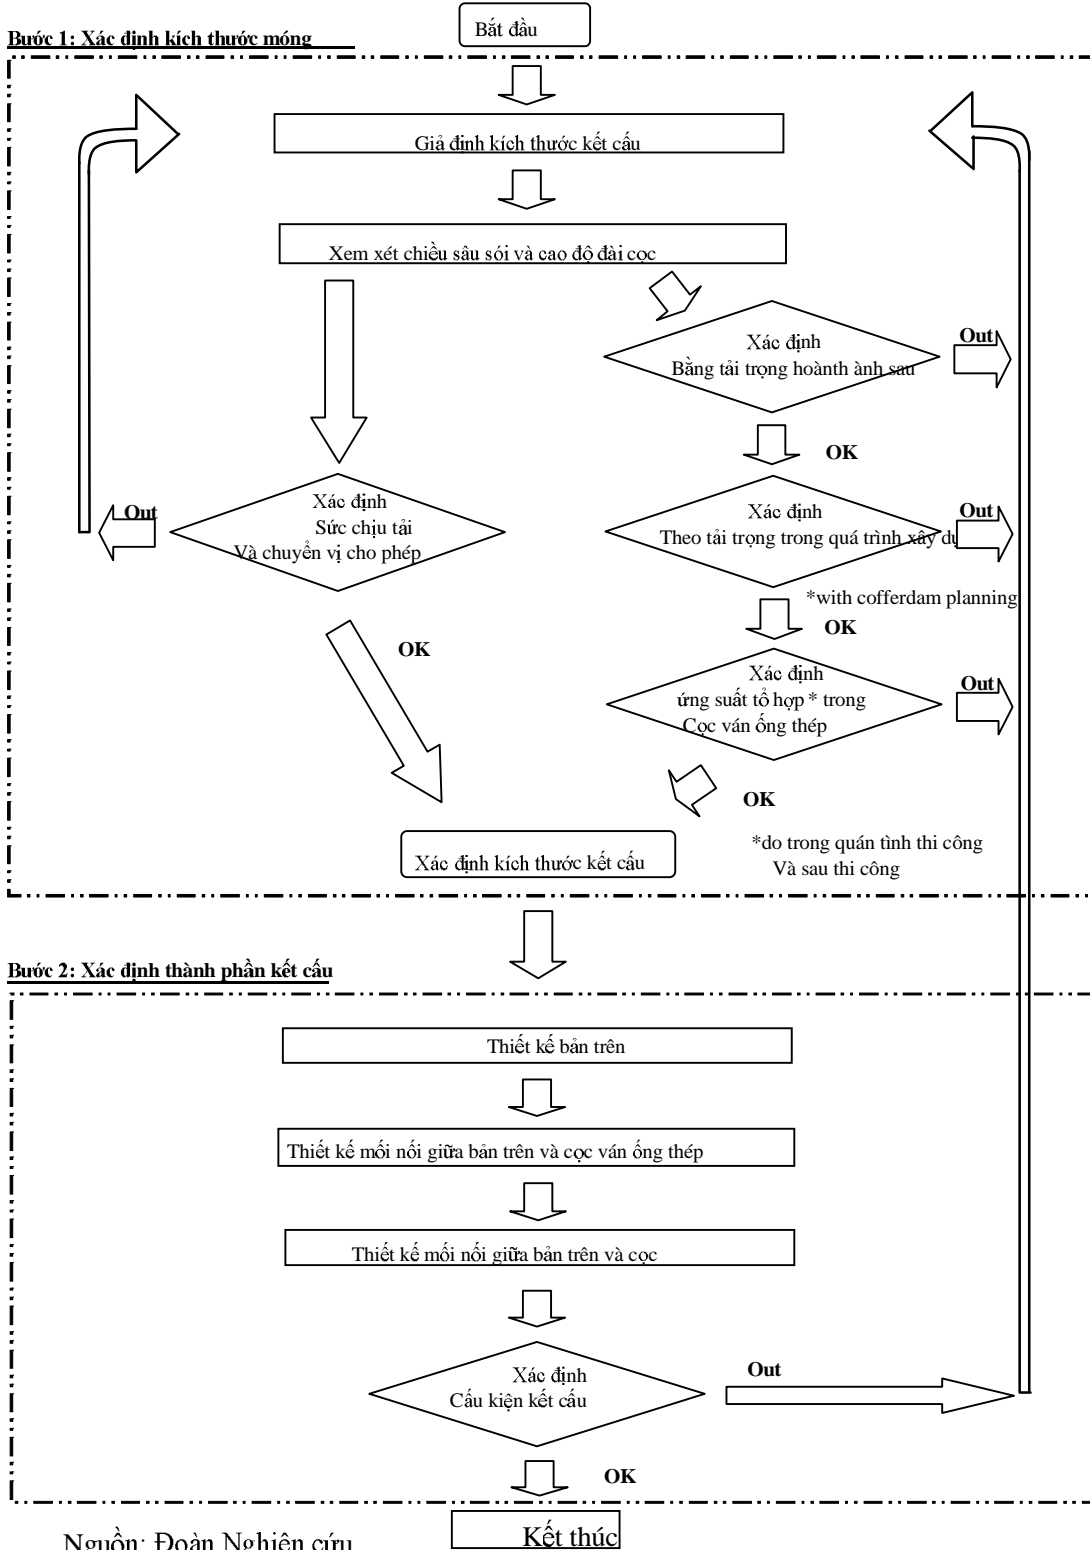 Bắt đầu
Bước 1: Xác định kích thước móng
Giả định kích thước kết cấu
Xem xét chiều sâu sói và cao độ đài cọc
Xác định
Bằng tải trọng hoànth ành sau
Out
OK
Xác định
Sức chịu tải
Và chuyển vị cho phép
Out
Xác định
Theo tải trọng trong quá trình xây dự
Out
*with cofferdam planning
OK
OK
Xác định
ứng suất tổ hợp * trong
Cọc ván ống thép
Out
OK
*do trong quán tình thi công
Và sau thi công
Xác định kích thước kết cấu
Bước 2: Xác định thành phần kết cấu
Thiết kế bản trên
Thiết kế mối nối giữa bản trên và cọc ván ống thép
Thiết kế mối nối giữa bản trên và cọc
Xác định
Cấu kiện kết cấu
Out
OK
Kết thúc
Nguồn: Đoàn Nghiên cứu